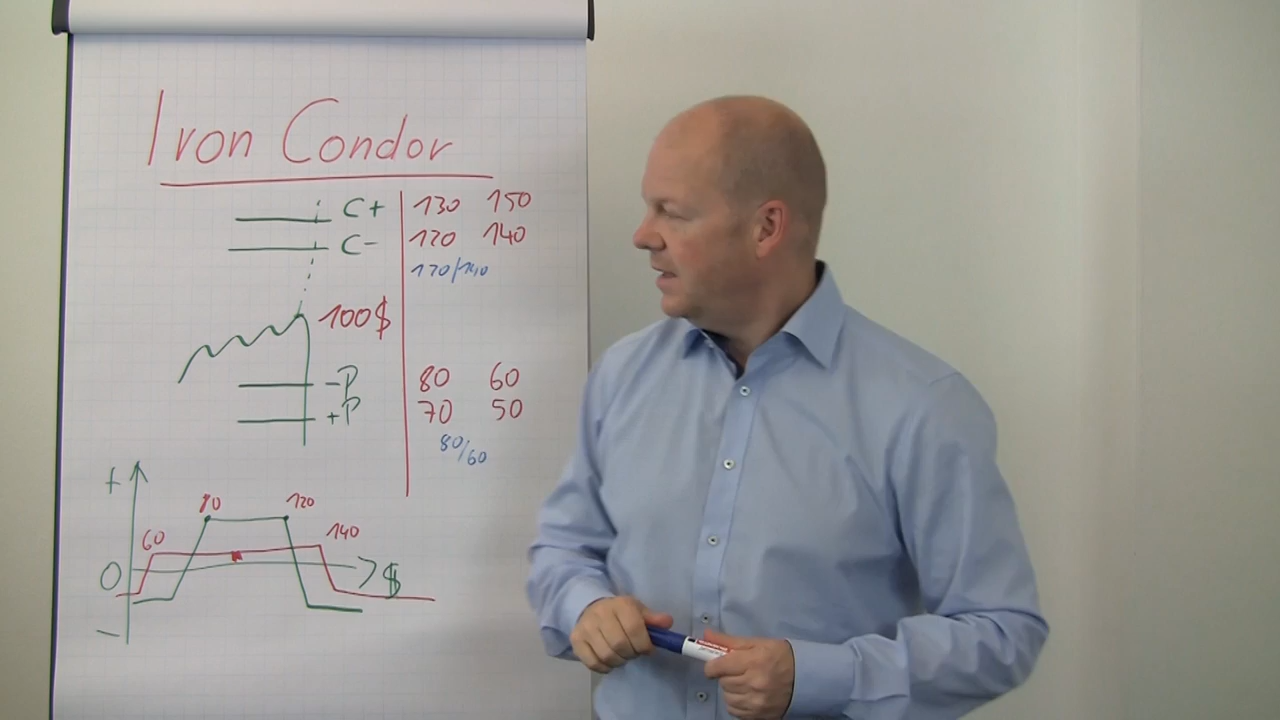 Iron Condor
C+ 130 150
C- 120 140
120/140
100$
-P 80 60
+P 70 50
80/60
+
80 120
60 140
0 > $
-